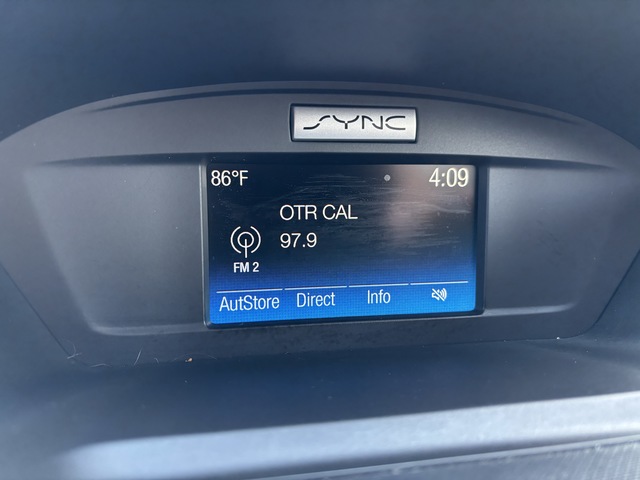 SYNC
86°F 4:09
OTR CAL
97.9
FM 2
AutStore Direct Info